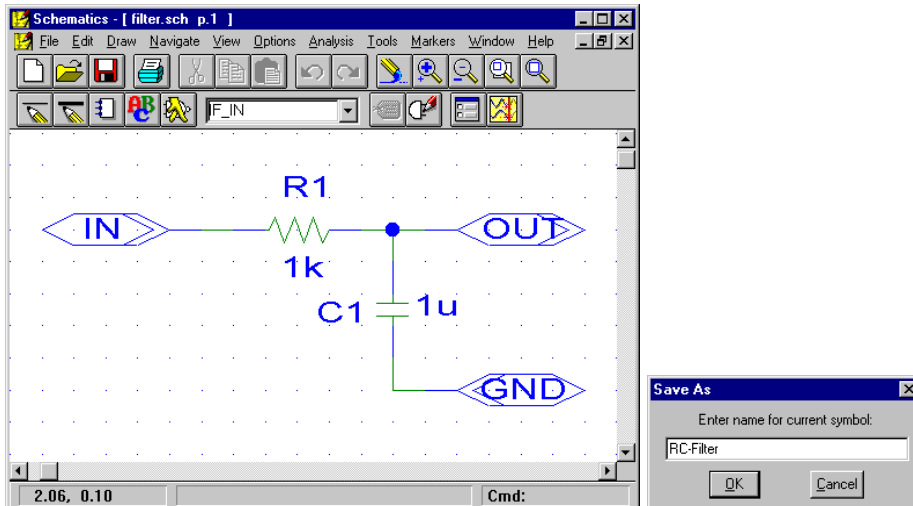 Schematics - [ filter.sch p.1 ]
File Edit Draw Navigate View Options Analysis Tools Markers Window Help
ABC
IF_IN
R1
IN
OUT
1k
C1
1u
GND
2.06, 0.10
Cmd:
Save As
Enter name for current symbol:
RC-Filter
OK
Cancel